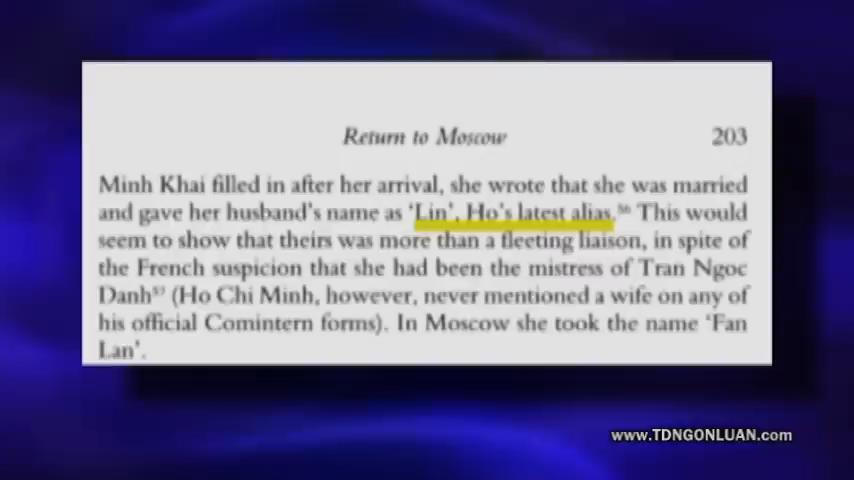 Return to Moscow 203
Minh Khai filled in after her arrival, she wrote that she was married
and gave her husband's name as 'Lin', Ho's latest alias.⁵⁶ This would
seem to show that theirs was more than a fleeting liaison, in spite of
the French suspicion that she had been the mistress of Tran Ngoc
Danh⁵⁷ (Ho Chi Minh, however, never mentioned a wife on any of
his official Comintern forms). In Moscow she took the name 'Fan
Lan'.
www.TDNGONLUAN.com